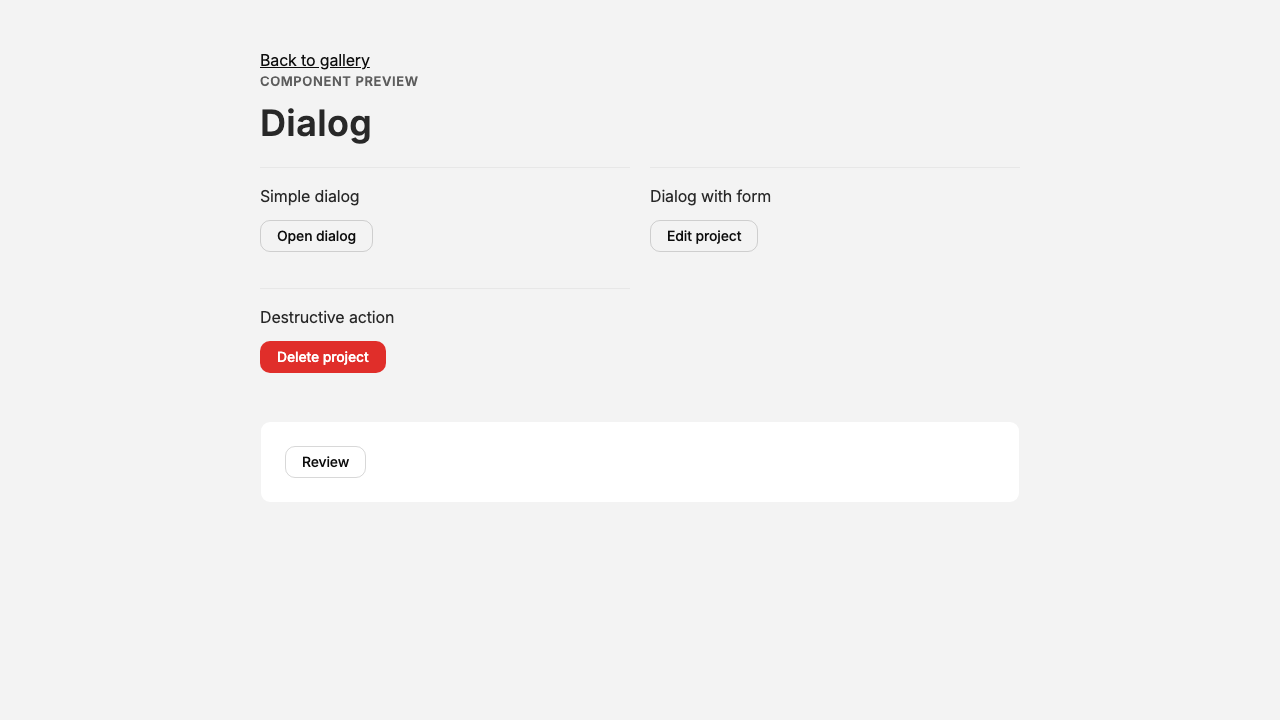 Back to gallery
COMPONENT PREVIEW
Dialog
Simple dialog
Open dialog
Dialog with form
Edit project
Destructive action
Delete project
Review